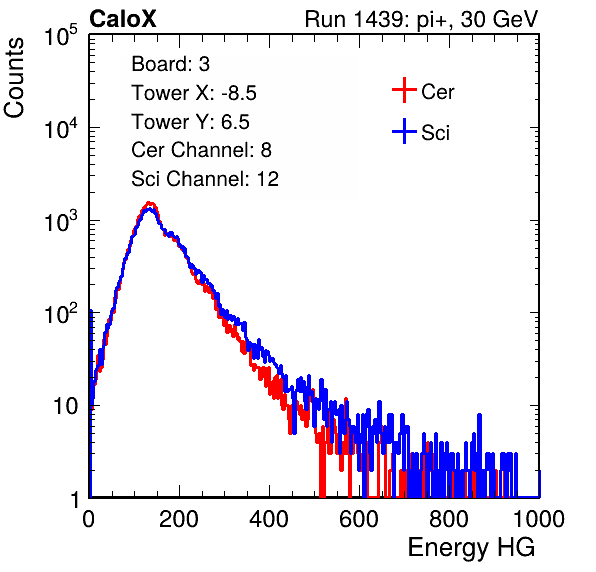 CaloX Run 1439: pi+, 30 GeV
Counts
Board: 3
Tower X: -8.5
Tower Y: 6.5
Cer Channel: 8
Sci Channel: 12
Cer
Sci
10^5
10^4
10^3
10^2
10
1
0 200 400 600 800 1000
Energy HG